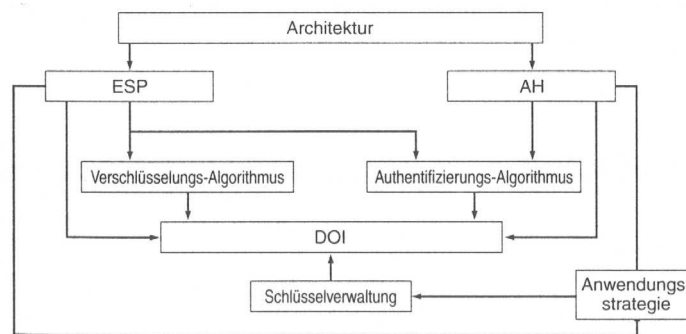 Architektur
ESP
AH
Verschlüsselungs-Algorithmus
Authentifizierungs-Algorithmus
DOI
Schlüsselverwaltung
Anwendungs
strategie